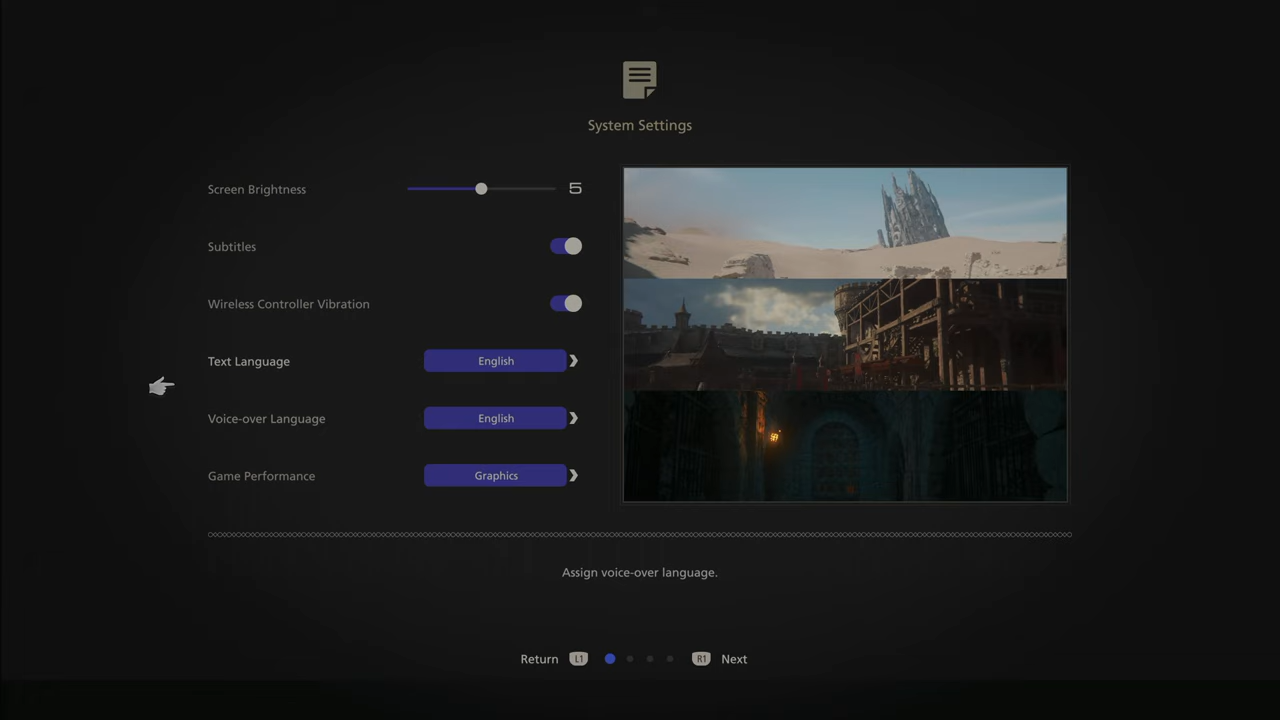 System Settings
Screen Brightness 5
Subtitles
Wireless Controller Vibration
Text Language English
Voice-over Language English
Game Performance Graphics
Assign voice-over language.
Return L1 R1 Next